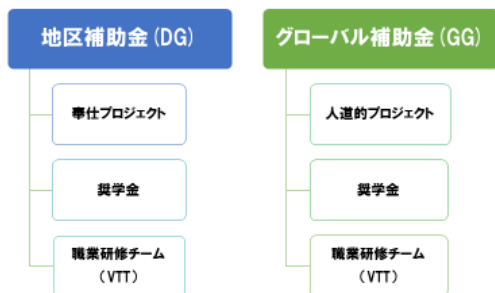 地区補助金(DG)
奉仕プロジェクト
奨学金
職業研修チーム
(VTT)
グローバル補助金(GG)
人道的プロジェクト
奨学金
職業研修チーム
(VTT)